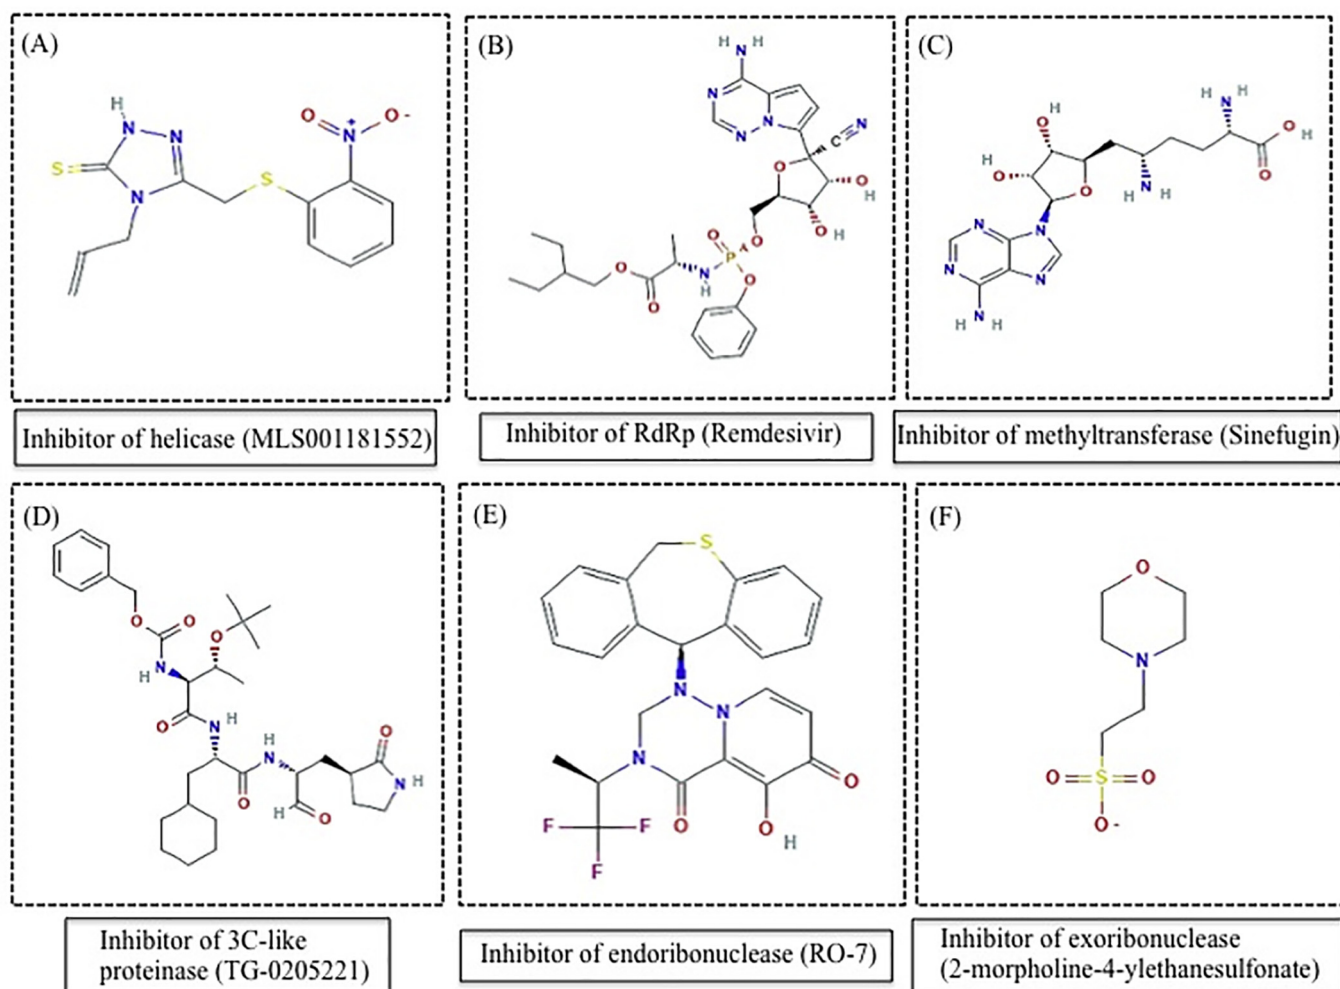 (A)
(B)
(C)
H
N
N
S
N
S
O
N
+
O
-
H
H
N
N
N
N
C
N
O
O
H
O
H
O
P
A
O
O
N
H
O
O
H
H
N
O
H
O
H
O
O
H
O
N
H
H
N
N
N
N
N
H
H
Inhibitor of helicase (MLS001181552)
Inhibitor of RdRp (Remdesivir)
Inhibitor of methyltransferase (Sinefugin)
(D)
(E)
(F)
O
O
O
N
H
O
N
H
H
N
O
H
O
O
N
H
S
N
N
N
O
O
O
H
F
F
F
O
N
O
S
O
O
-
Inhibitor of 3C-like
proteinase (TG-0205221)
Inhibitor of endoribonuclease (RO-7)
Inhibitor of exoribonuclease
(2-morpholine-4-ylethanesulfonate)